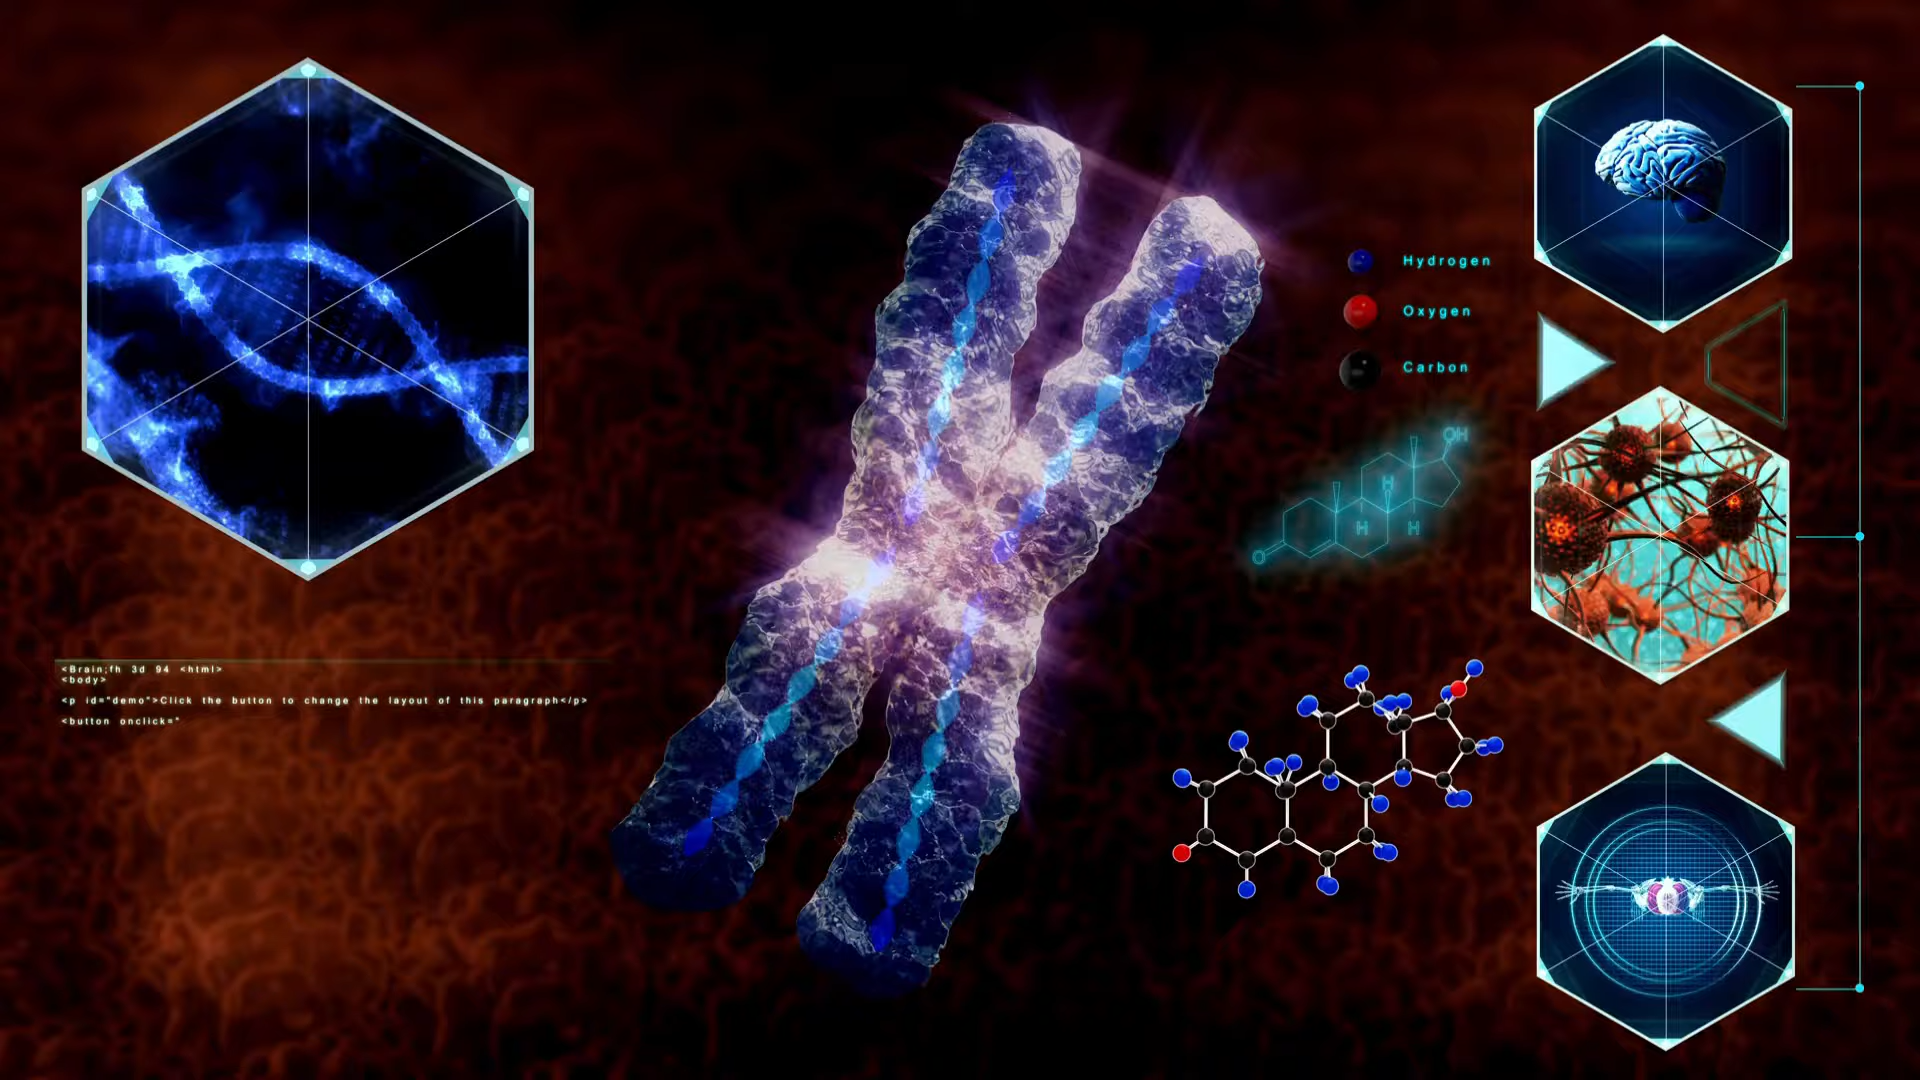 Hydrogen
Oxygen
Carbon
OH
H
H
H
O
<Brain;fh 3d 94 <html>
<body>
<p id="demo">Click the button to change the layout of this paragraph</p>
<button onclick="